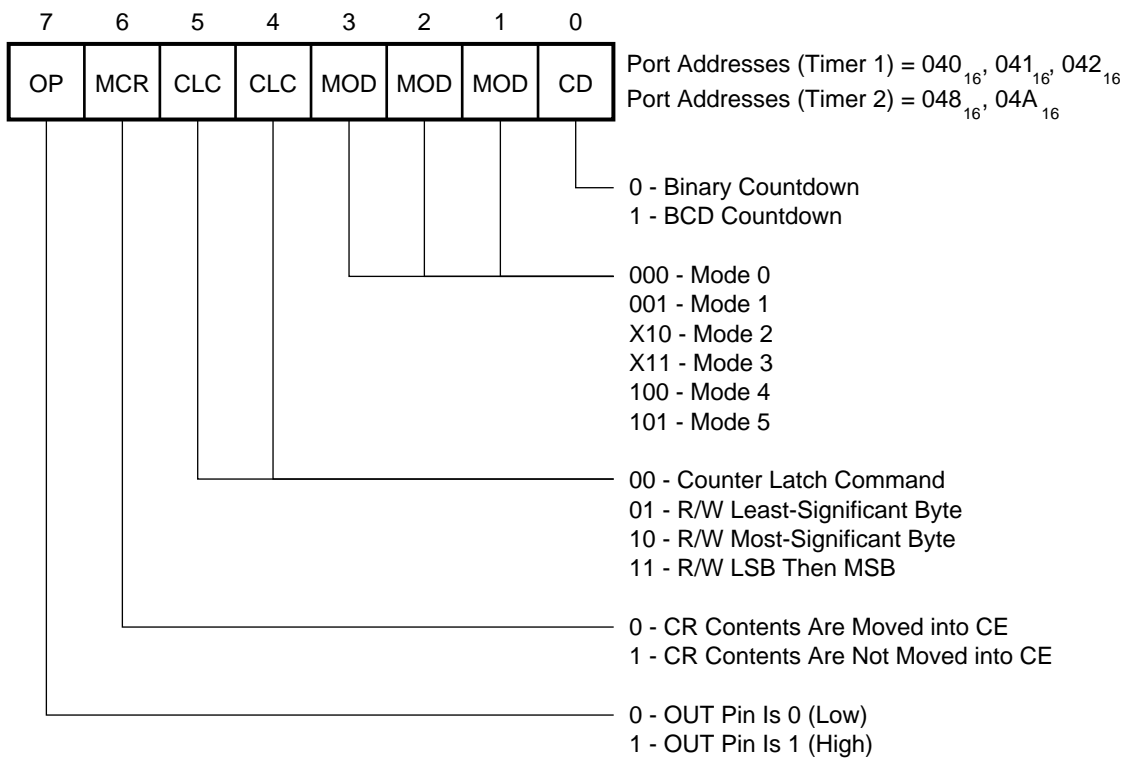 7 6 5 4 3 2 1 0
OP MCR CLC CLC MOD MOD MOD CD
Port Addresses (Timer 1) = 040₁₆, 041₁₆, 042₁₆
Port Addresses (Timer 2) = 048₁₆, 04A₁₆
0 - Binary Countdown
1 - BCD Countdown
000 - Mode 0
001 - Mode 1
X10 - Mode 2
X11 - Mode 3
100 - Mode 4
101 - Mode 5
00 - Counter Latch Command
01 - R/W Least-Significant Byte
10 - R/W Most-Significant Byte
11 - R/W LSB Then MSB
0 - CR Contents Are Moved into CE
1 - CR Contents Are Not Moved into CE
0 - OUT Pin Is 0 (Low)
1 - OUT Pin Is 1 (High)